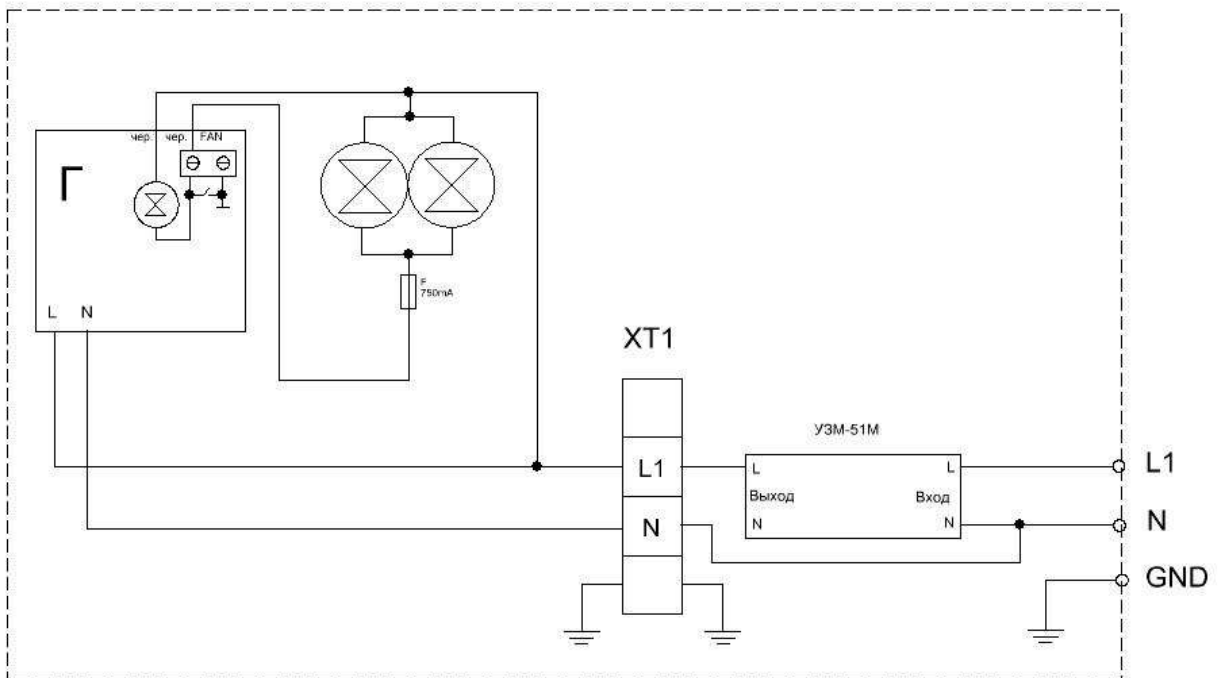 чер. чер. FAN
Г
L N
F
750mA
XT1
УЗМ-51М
L1
N
L
L
Выход
Вход
N
N
L1
N
GND